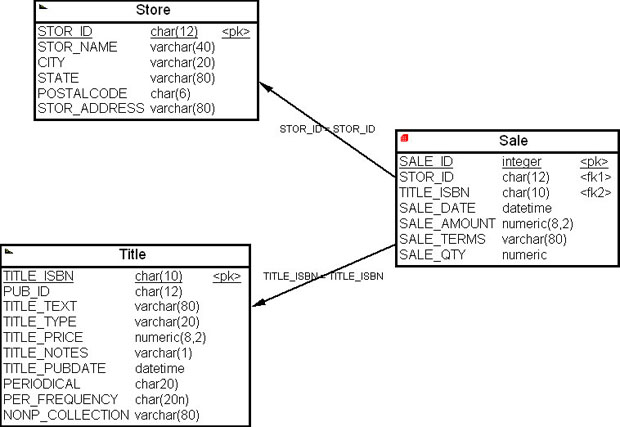 Store
STOR_ID char(12) <pk>
STOR_NAME varchar(40)
CITY varchar(20)
STATE varchar(80)
POSTALCODE char(6)
STOR_ADDRESS varchar(80)
STOR_ID = STOR_ID
Sale
SALE_ID integer <pk>
STOR_ID char(12) <fk1>
TITLE_ISBN char(10) <fk2>
SALE_DATE datetime
SALE_AMOUNT numeric(8,2)
SALE_TERMS varchar(80)
SALE_QTY numeric
TITLE_ISBN = TITLE_ISBN
Title
TITLE_ISBN char(10) <pk>
PUB_ID char(12)
TITLE_TEXT varchar(80)
TITLE_TYPE varchar(20)
TITLE_PRICE numeric(8,2)
TITLE_NOTES varchar(1)
TITLE_PUBDATE datetime
PERIODICAL char20)
PER_FREQUENCY char(20n)
NONP_COLLECTION varchar(80)